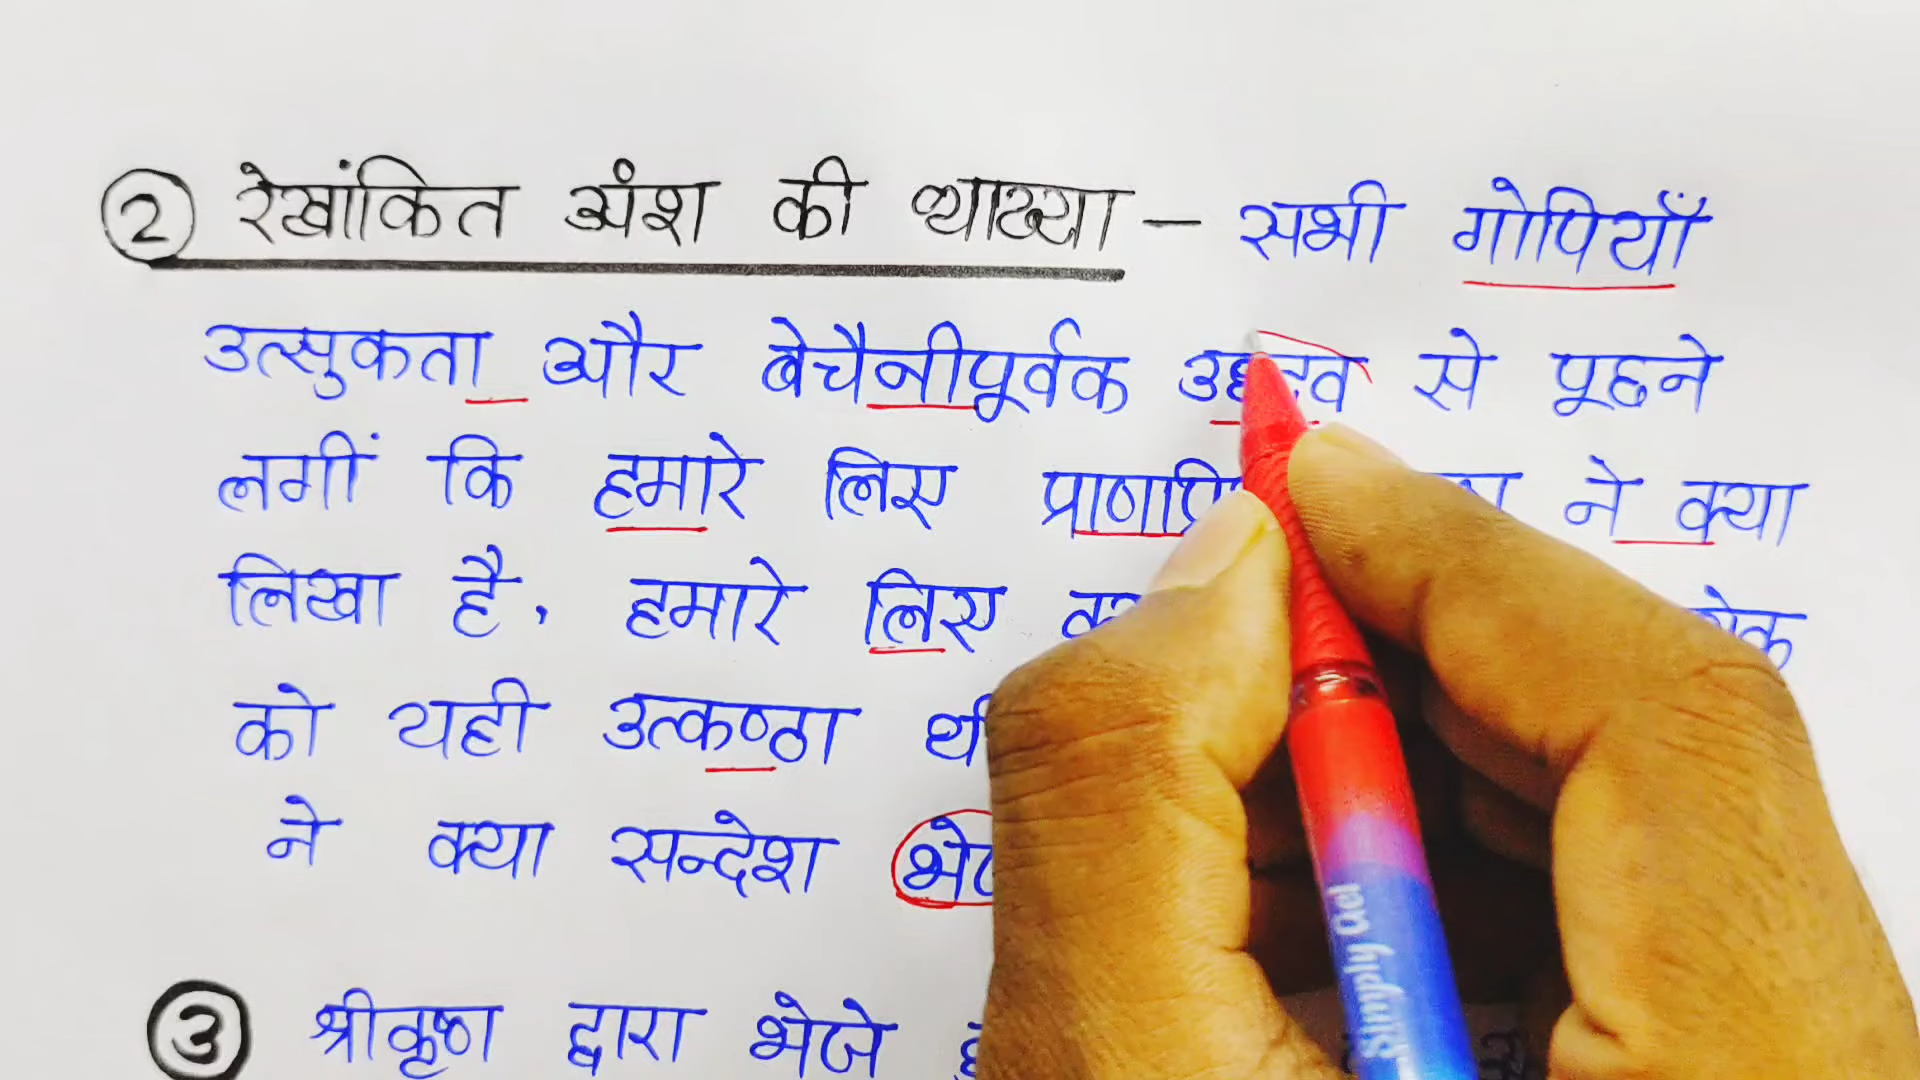 2 रेखांकित अंश की व्याख्या - सभी गोपियाँ
उत्सुकता और बेचैनीपूर्वक उद्धव से पूछने
लगीं कि हमारे लिए ने क्या
लिखा है, हमारे लिए
को यही उत्कण्ठा
ने क्या सन्देश
3 श्रीकृष्ण द्वारा भेजे
Simply Gel